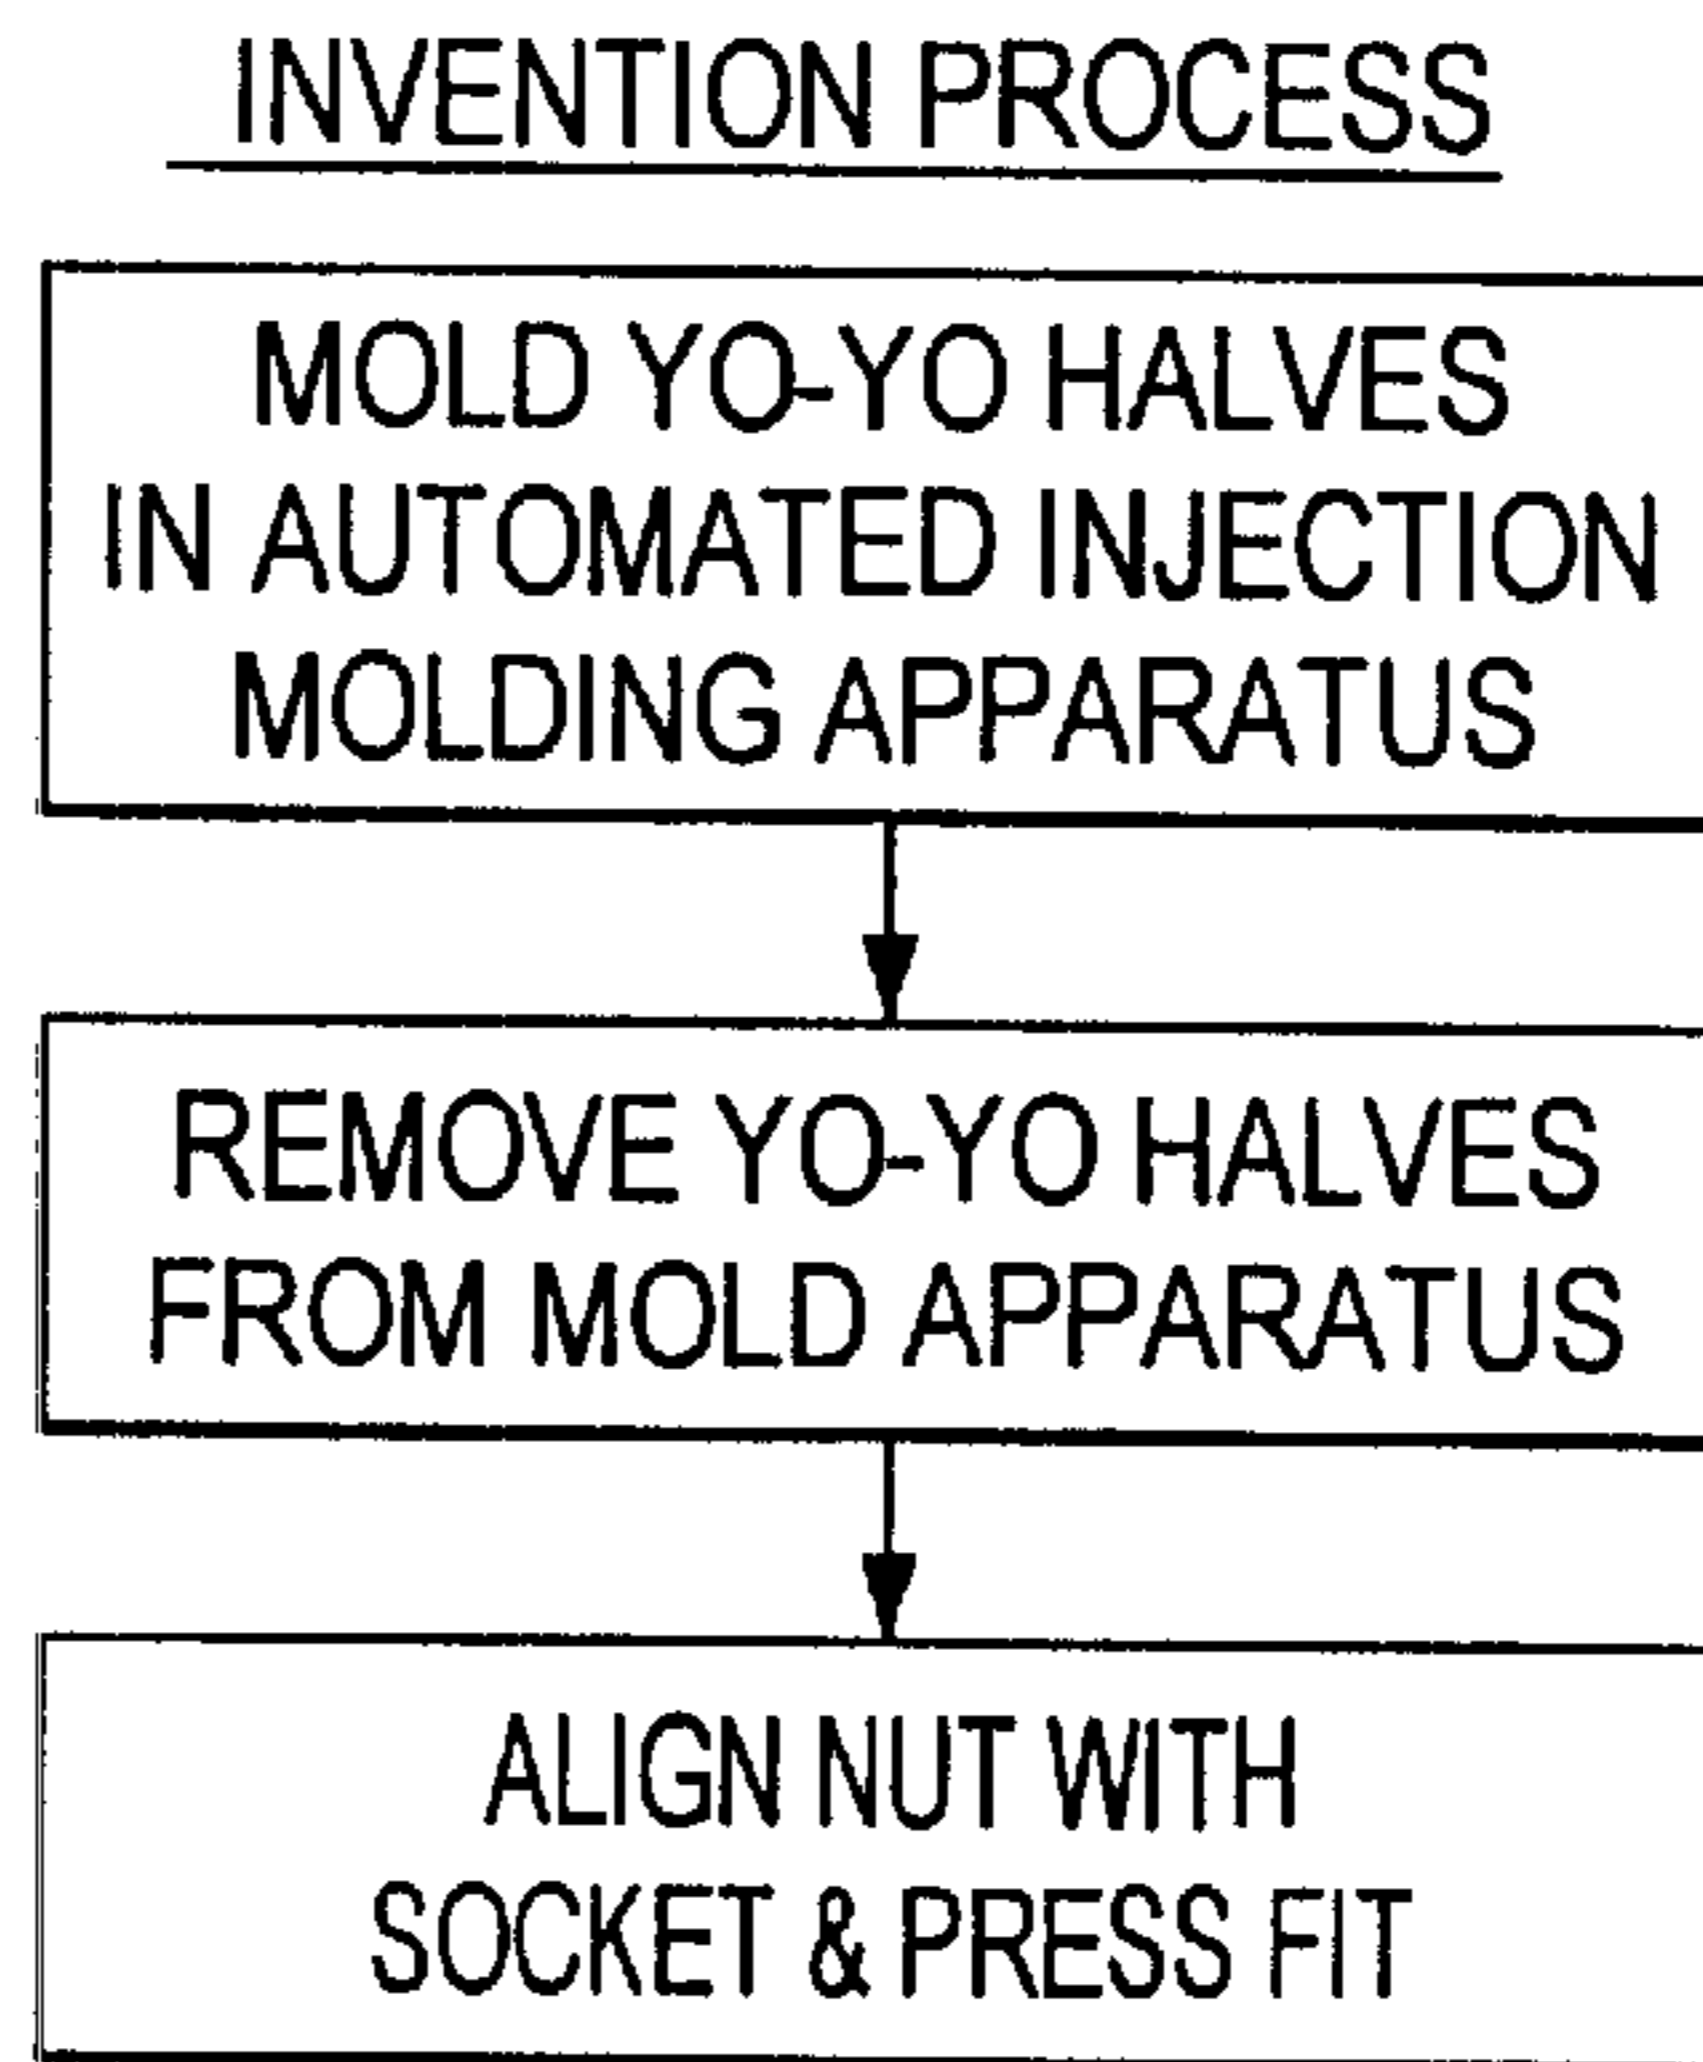 INVENTION PROCESS
MOLD YO-YO HALVES
IN AUTOMATED INJECTION
MOLDING APPARATUS
REMOVE YO-YO HALVES
FROM MOLD APPARATUS
ALIGN NUT WITH
SOCKET & PRESS FIT